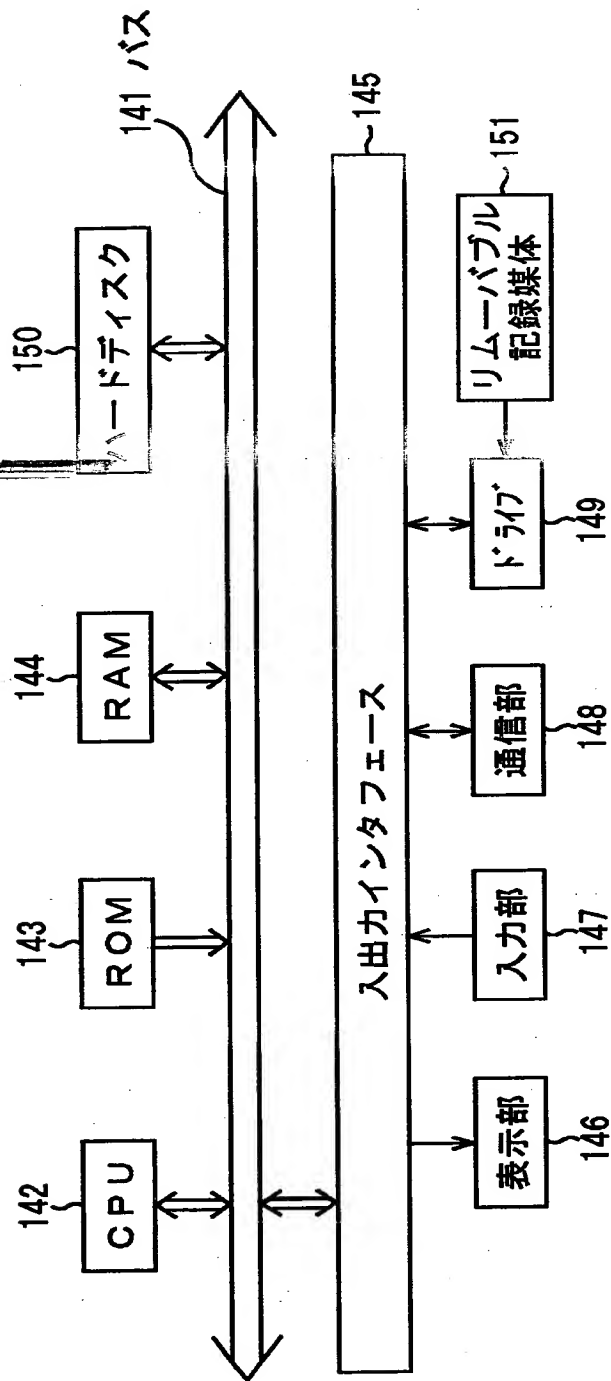 142
CPU
143
ROM
144
RAM
150
ハードディスク
141 バス
入出力インタフェース
145
表示部
146
入力部
147
通信部
148
ドライブ
149
リムーバブル
記録媒体
151